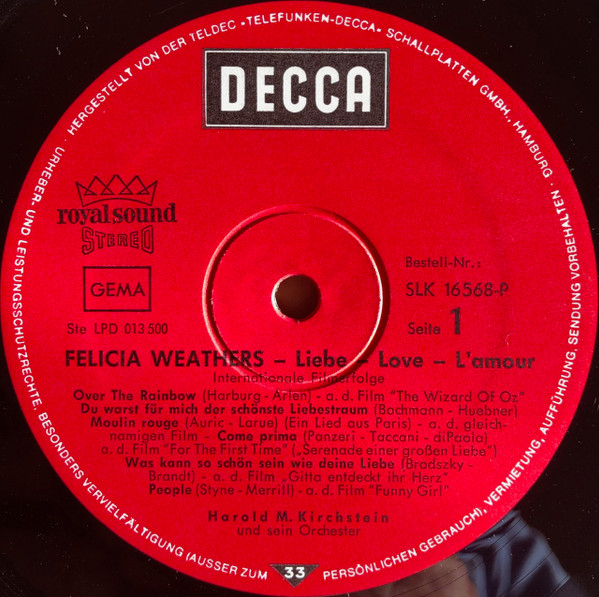 · HERGESTELLT VON DER TELDEC »TELEFUNKEN-DECCA« SCHALLPLATTEN GMBH., HAMBURG ·
URHEBER- UND LEISTUNGSSCHUTZRECHTE. BESONDERS VERVIELFÄLTIGUNG (AUSSER ZUM PERSÖNLICHEN GEBRAUCH), VERMIETUNG, AUFFÜHRUNG, SENDUNG VORBEHALTEN ·
DECCA
royal sound
STEREO
GEMA
Ste LPD 013 500
Bestell-Nr.:
SLK 16568-P
Seite 1
FELICIA WEATHERS – Liebe – Love – L'amour
Internationale Filmerfolge
Over The Rainbow (Harburg - Arlen) - a. d. Film "The Wizard Of Oz"
Du warst für mich der schönste Liebestraum (Bochmann - Huebner)
Moulin rouge (Auric - Larue) (Ein Lied aus Paris) - a. d. gleich-
namigen Film - Come prima (Panzeri - Taccani - diPaola)
a. d. Film "For The First Time" („Serenade einer großen Liebe")
Was kann so schön sein wie deine Liebe (Brodszky -
Brandt) - a. d. Film „Gitta entdeckt ihr Herz"
People (Styne - Merrill) - a. d. Film "Funny Girl"
Harold M. Kirchstein
und sein Orchester
33